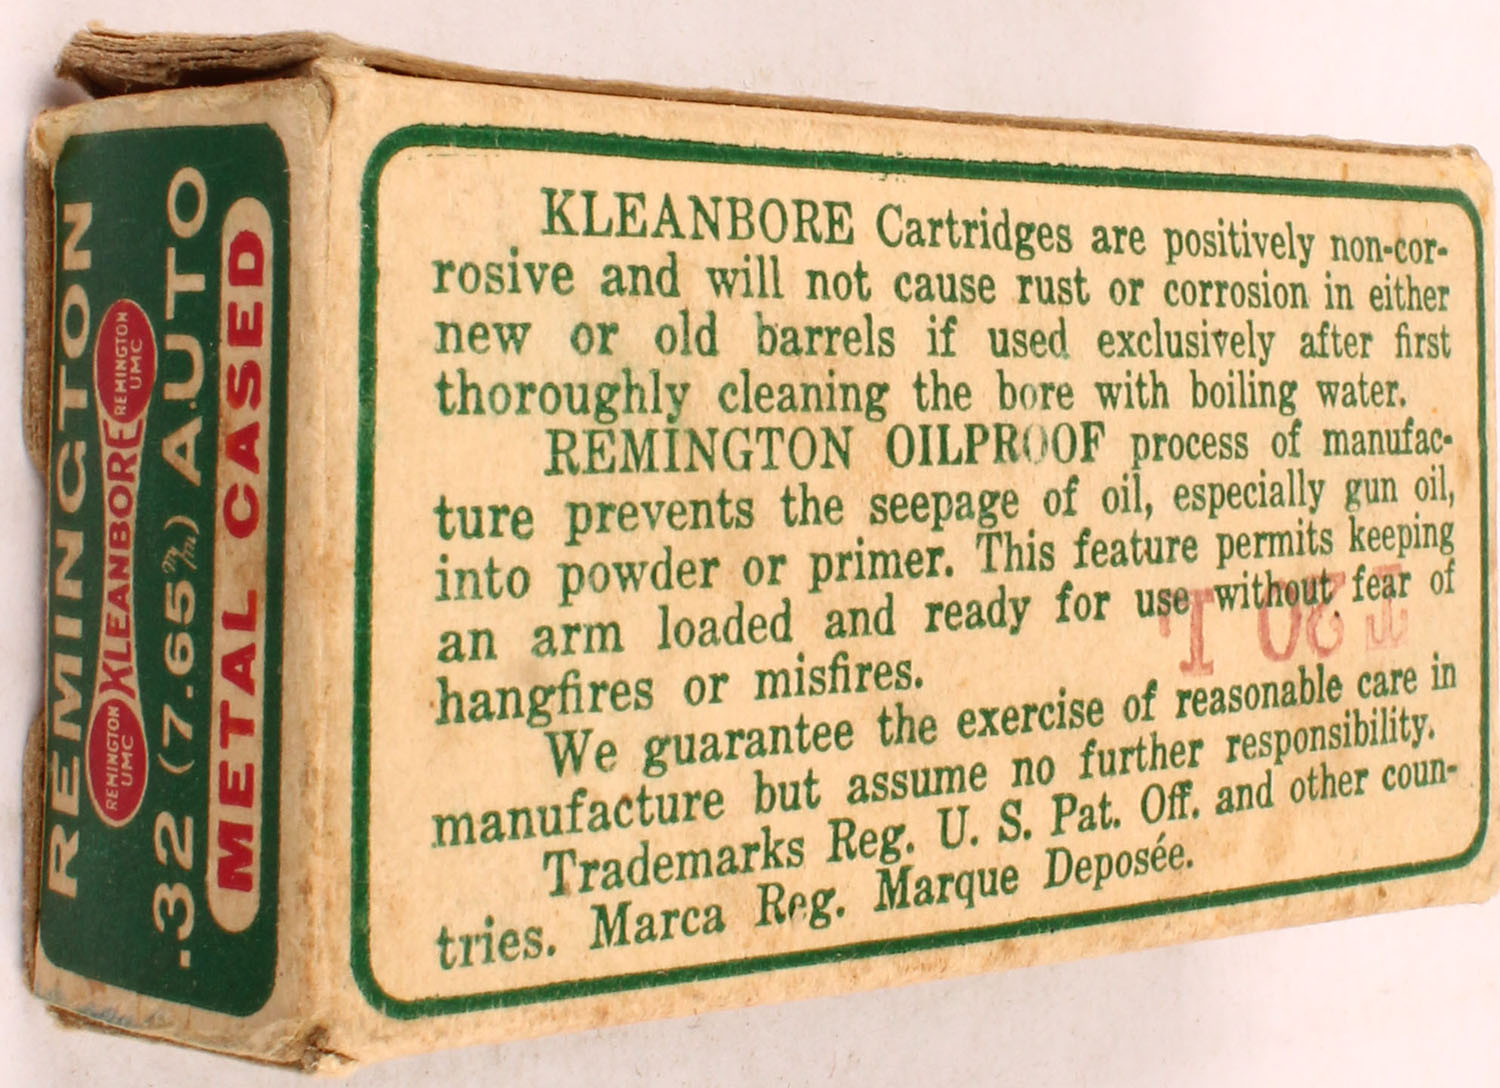 REMINGTON
REMINGTON
UMC
KLEANBORE
REMINGTON
UMC
.32 (7.65 m/m) AUTO
METAL CASED
KLEANBORE Cartridges are positively non-cor-
rosive and will not cause rust or corrosion in either
new or old barrels if used exclusively after first
thoroughly cleaning the bore with boiling water.
REMINGTON OILPROOF process of manufac-
ture prevents the seepage of oil, especially gun oil,
into powder or primer. This feature permits keeping
an arm loaded and ready for use without fear of
hangfires or misfires.
We guarantee the exercise of reasonable care in
manufacture but assume no further responsibility.
Trademarks Reg. U. S. Pat. Off. and other coun-
tries. Marca Reg. Marque Deposée.